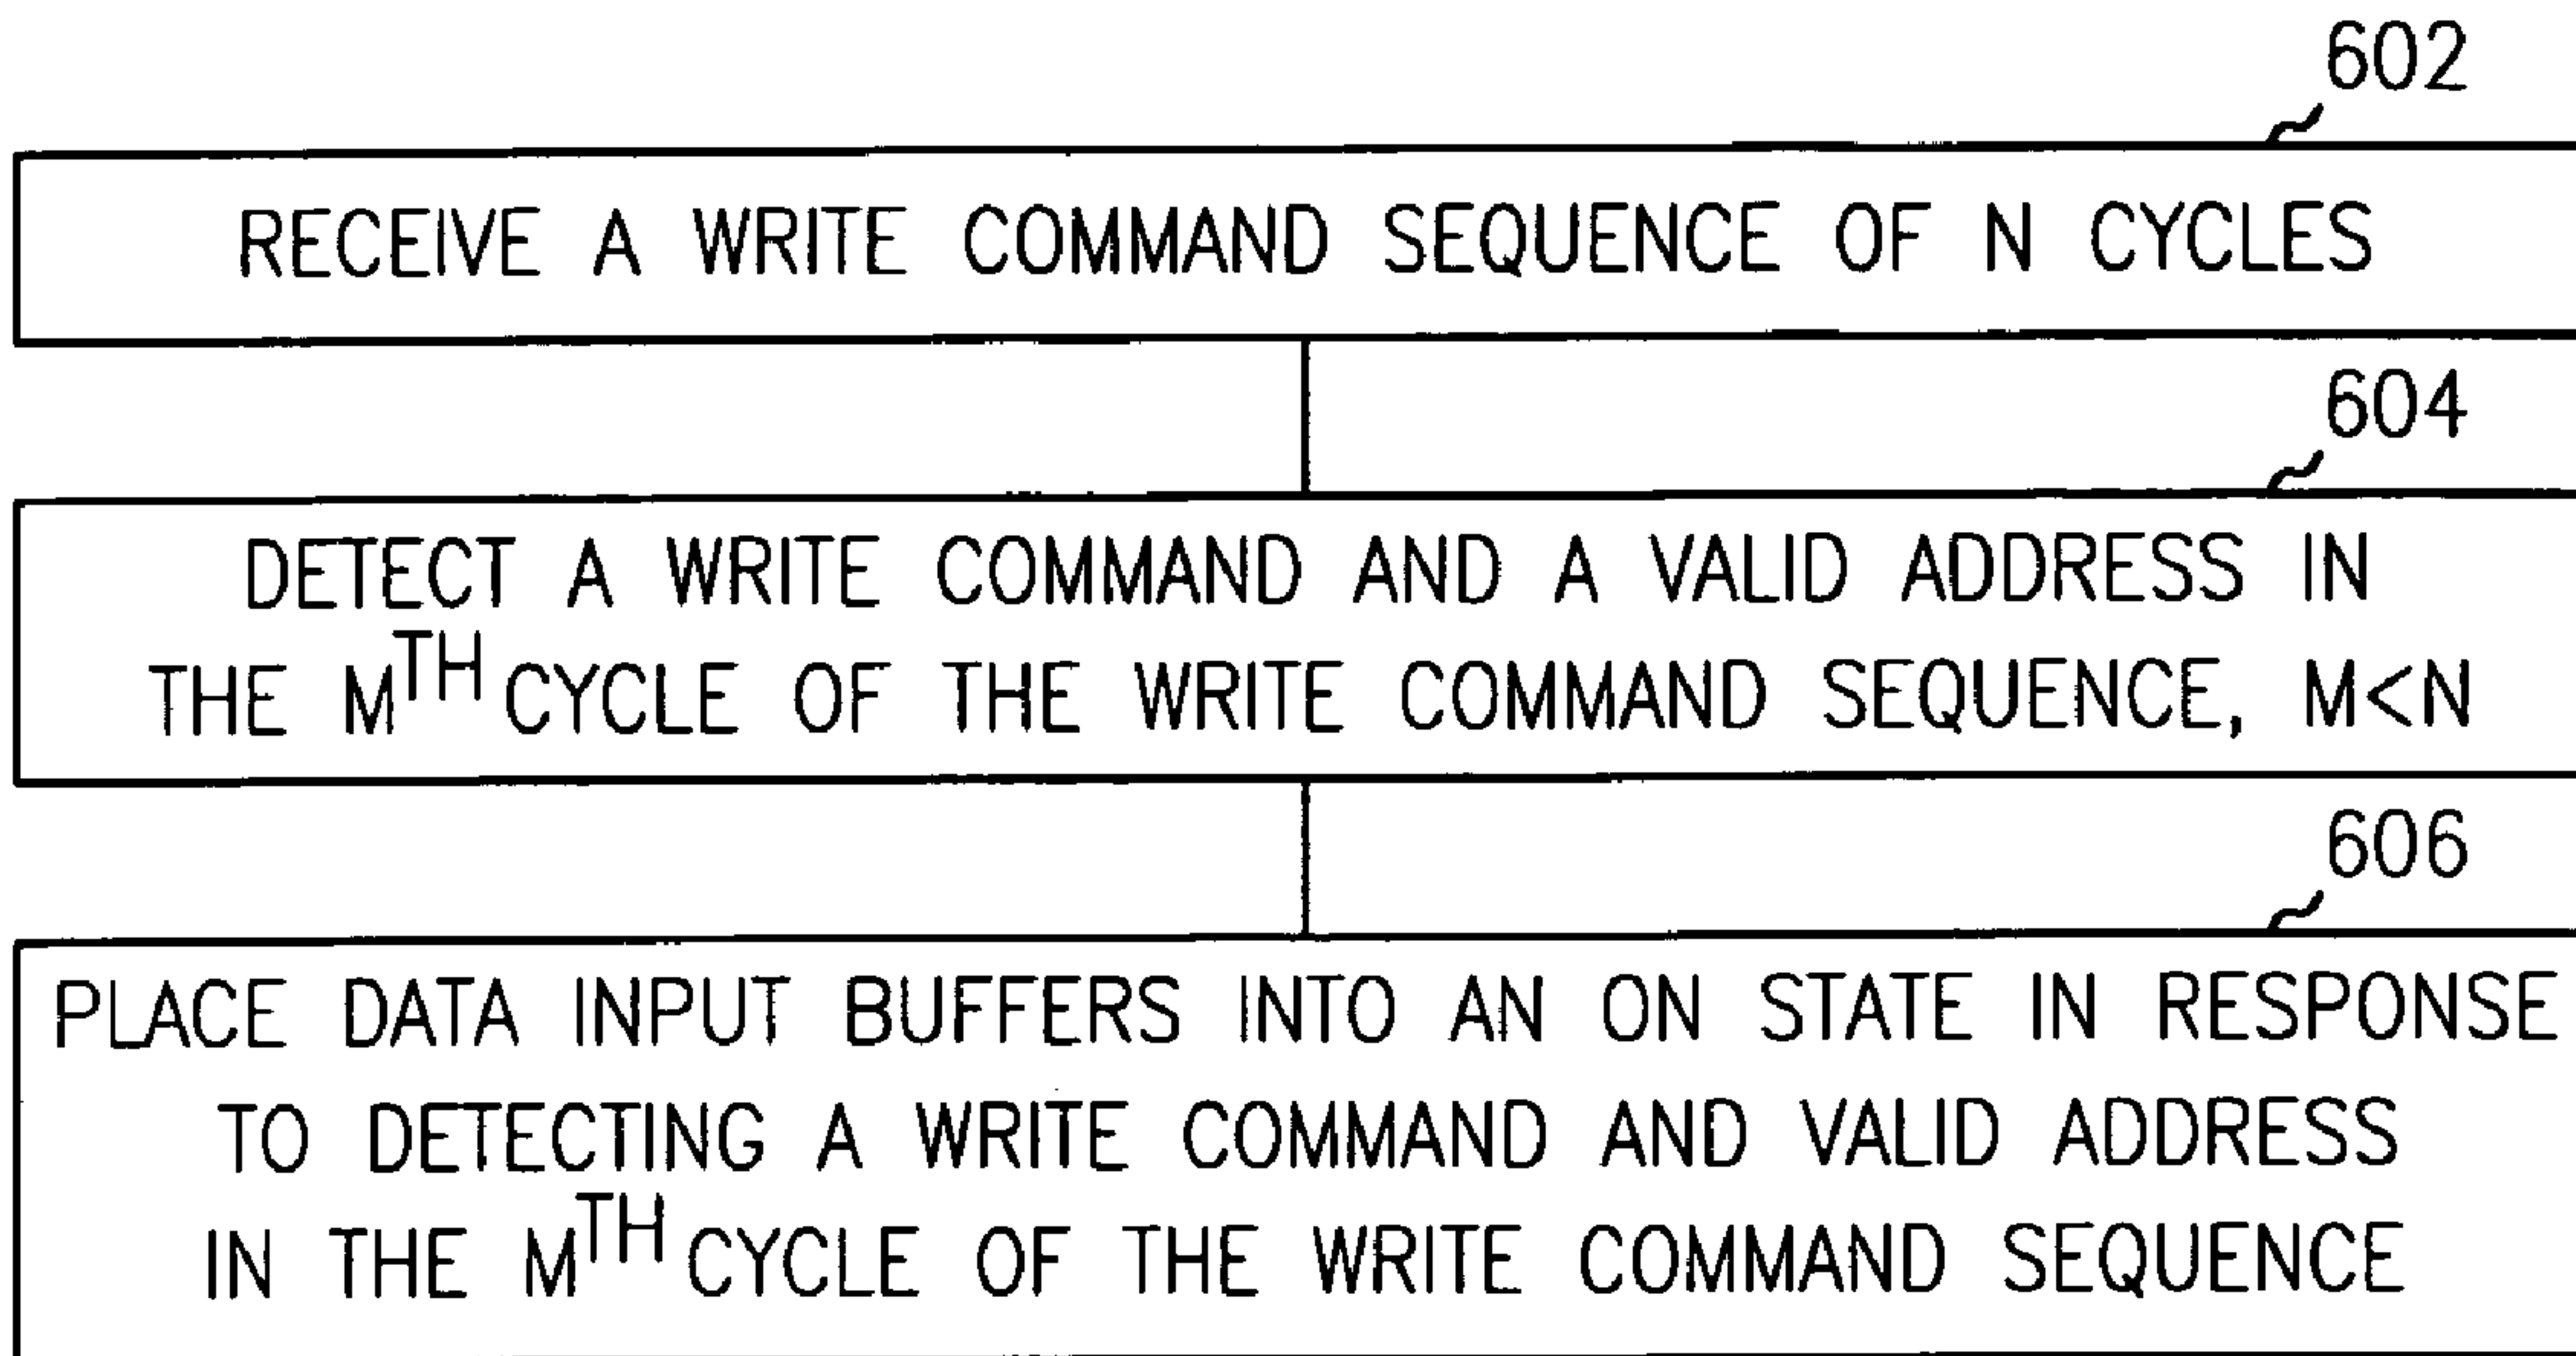 602
RECEIVE A WRITE COMMAND SEQUENCE OF N CYCLES
604
DETECT A WRITE COMMAND AND A VALID ADDRESS IN
THE MTH CYCLE OF THE WRITE COMMAND SEQUENCE, M<N
606
PLACE DATA INPUT BUFFERS INTO AN ON STATE IN RESPONSE
TO DETECTING A WRITE COMMAND AND VALID ADDRESS
IN THE MTH CYCLE OF THE WRITE COMMAND SEQUENCE